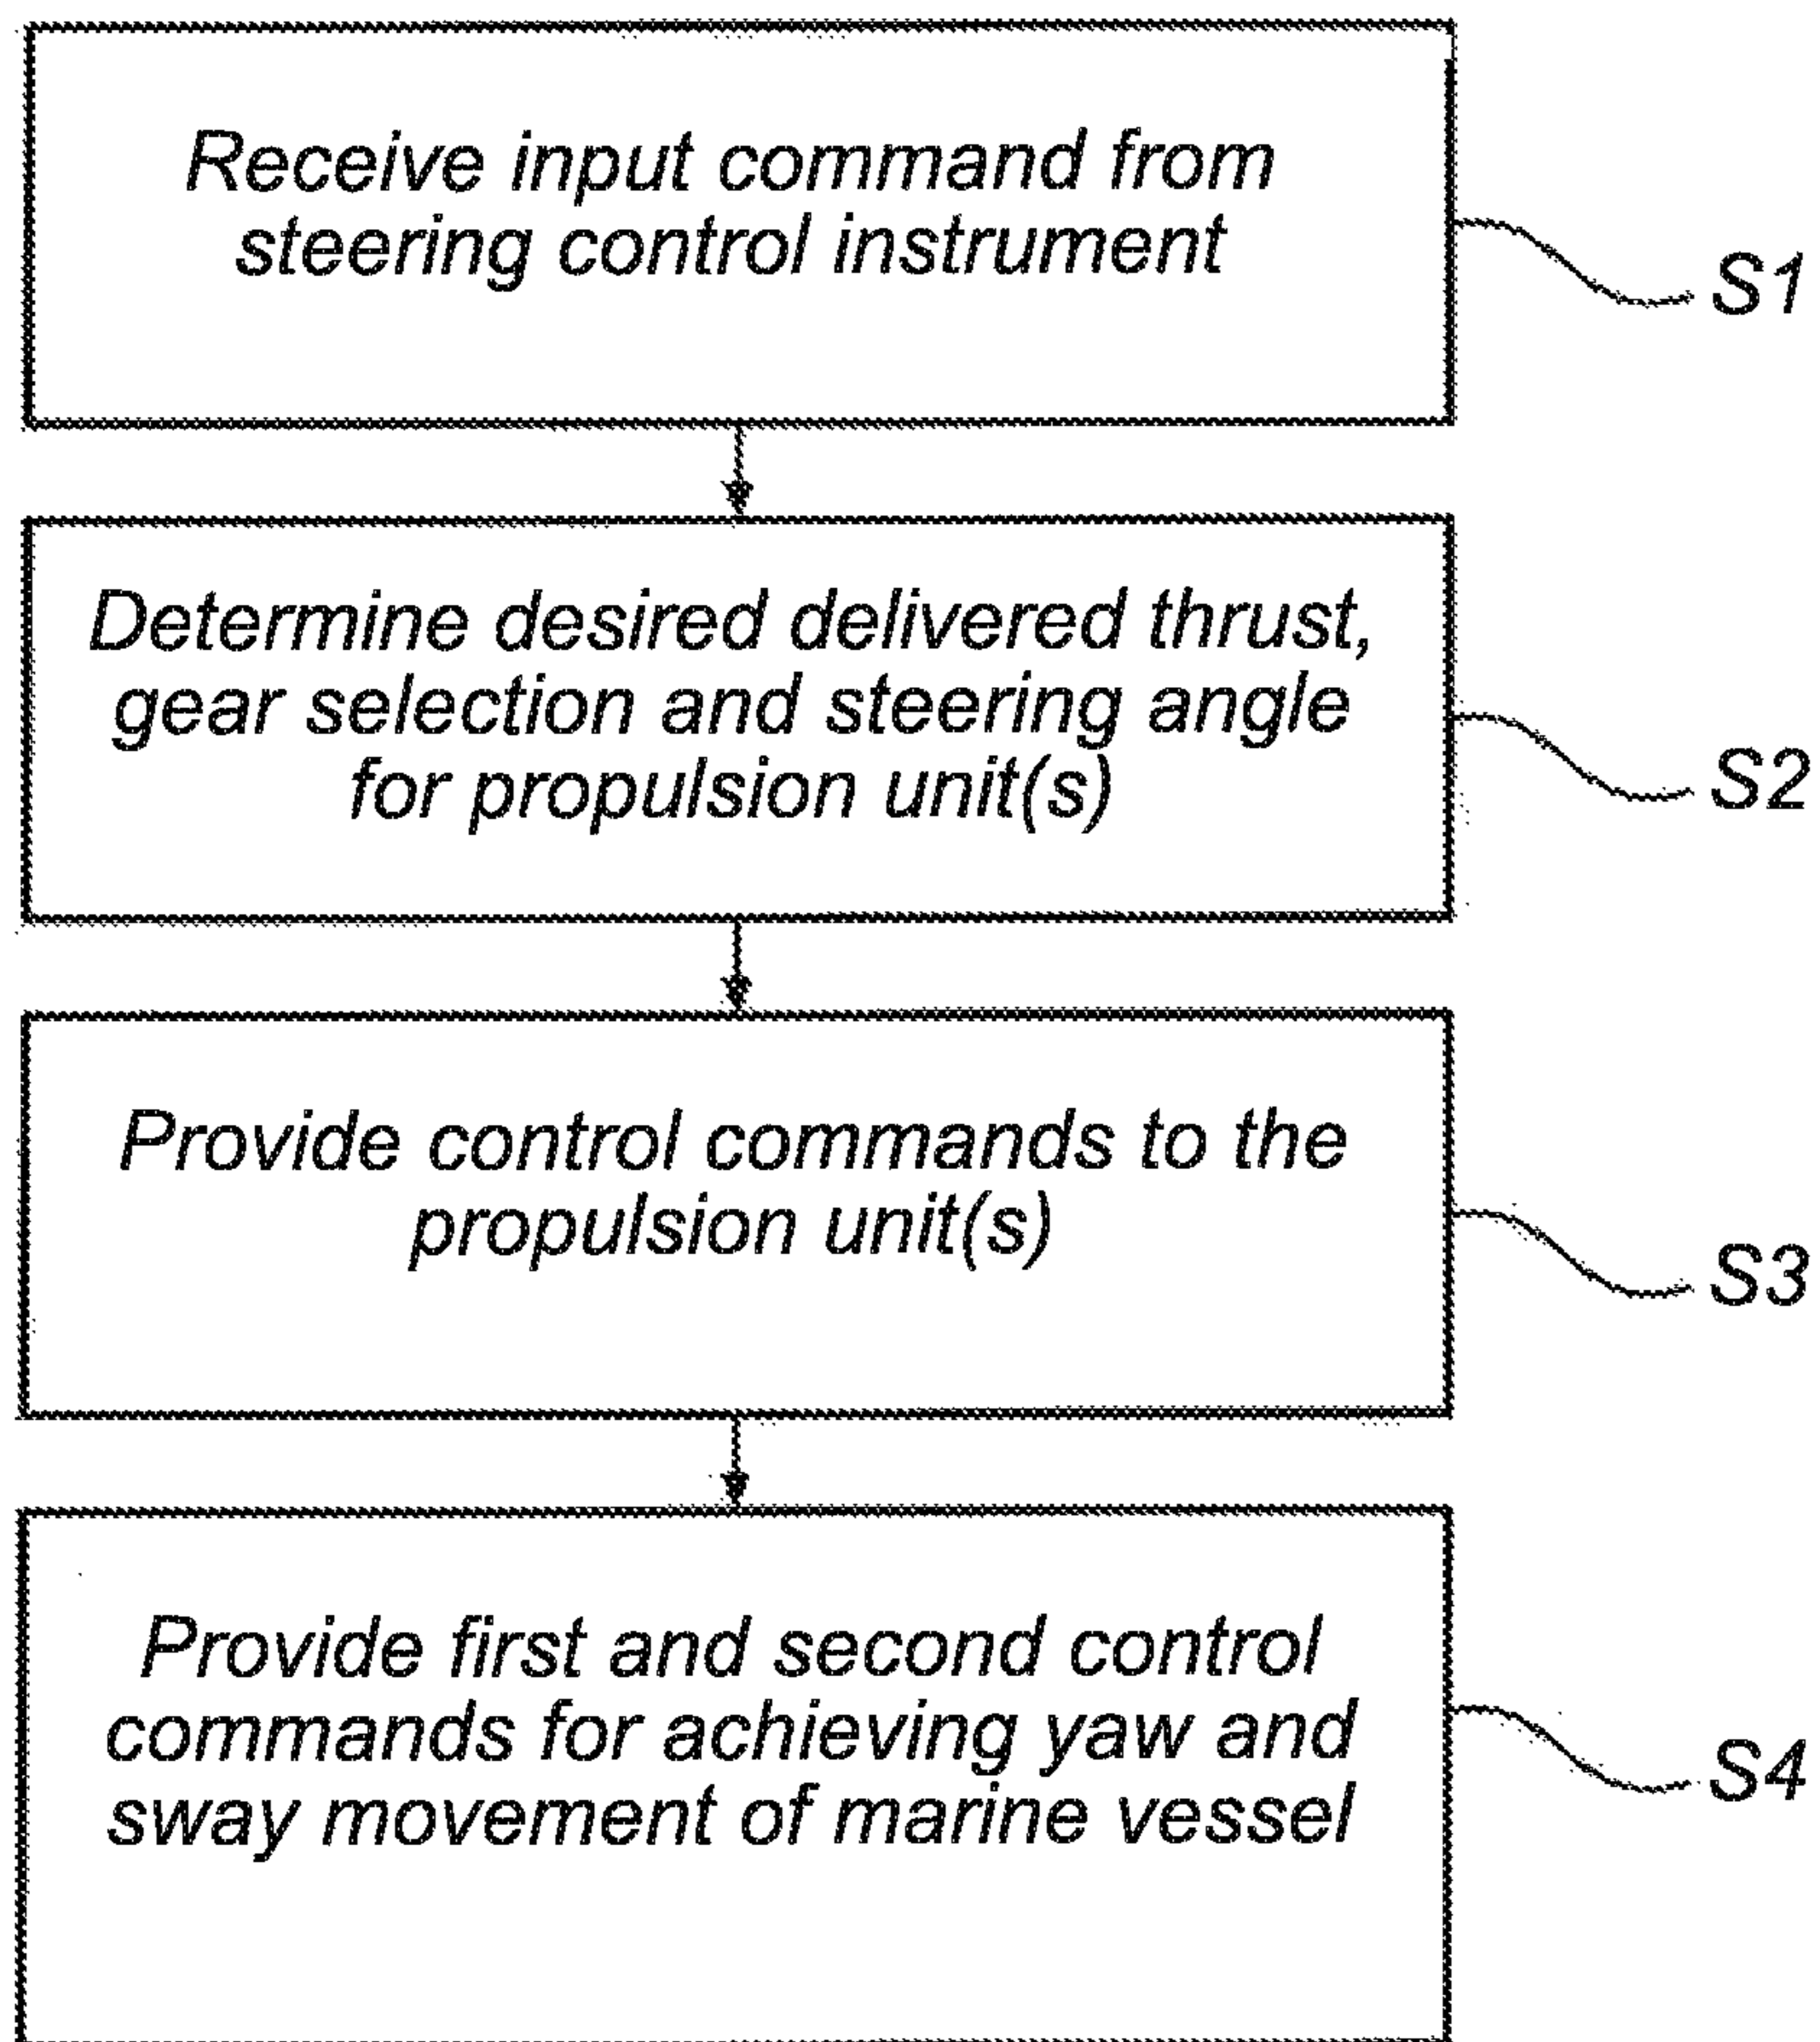 Receive input command from
steering control instrument
S1
Determine desired delivered thrust,
gear selection and steering angle
for propulsion unit(s)
S2
Provide control commands to the
propulsion unit(s)
S3
Provide first and second control
commands for achieving yaw and
sway movement of marine vessel
S4